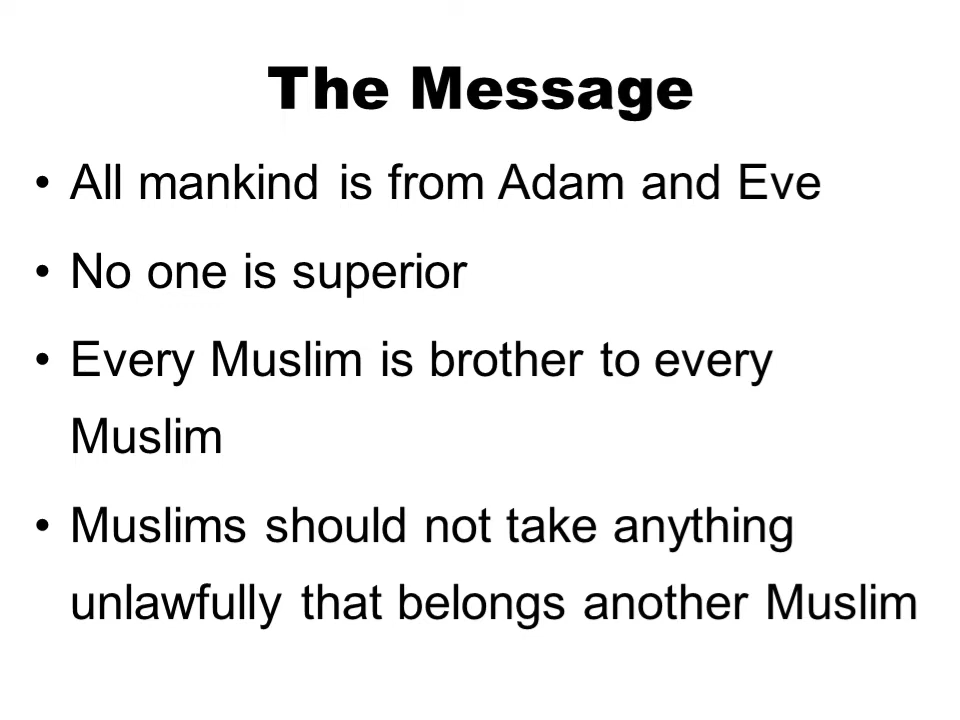 The Message
• All mankind is from Adam and Eve
• No one is superior
• Every Muslim is brother to every
Muslim
• Muslims should not take anything
unlawfully that belongs another Muslim